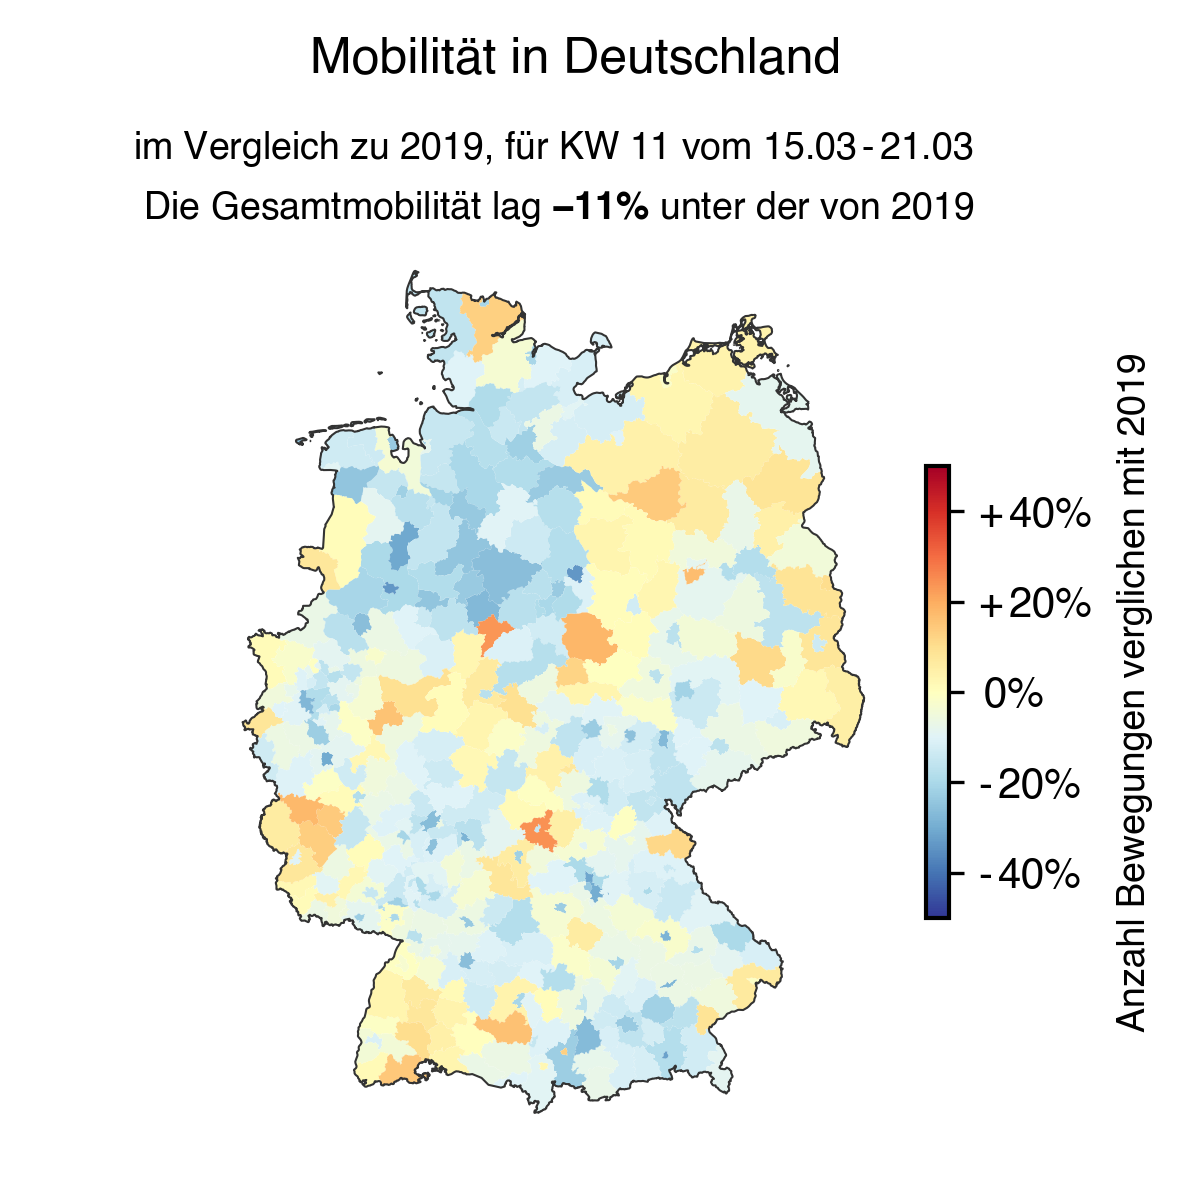 Mobilität in Deutschland
im Vergleich zu 2019, für KW 11 vom 15.03-21.03
Die Gesamtmobilität lag –11% unter der von 2019
+40%
+20%
0%
-20%
-40%
Anzahl Bewegungen verglichen mit 2019